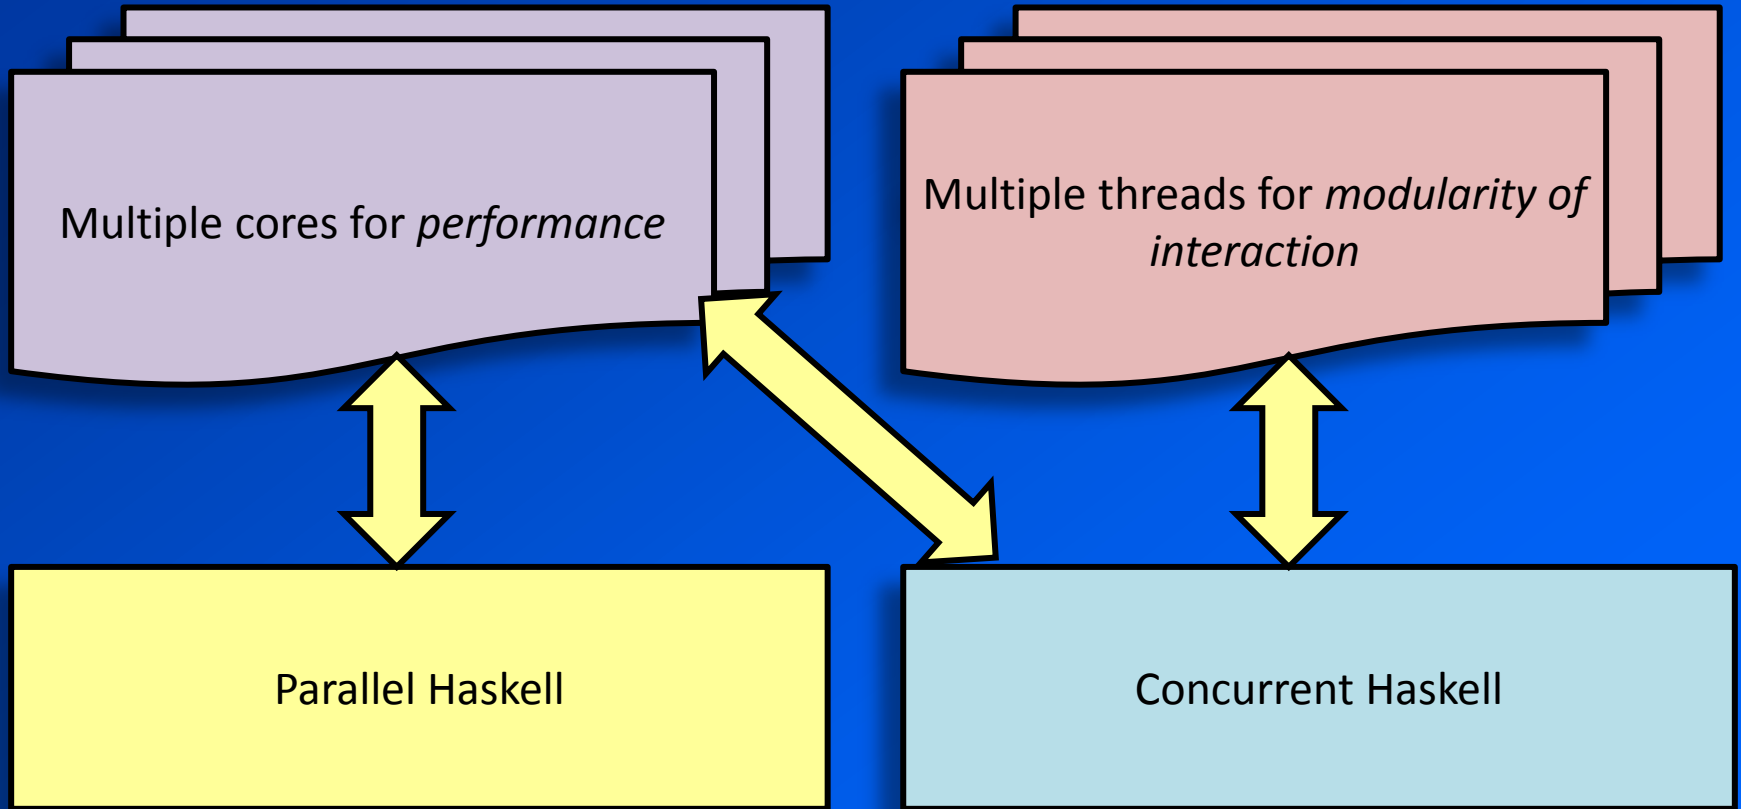 Multiple cores for performance
Multiple threads for modularity of
interaction
Parallel Haskell
Concurrent Haskell